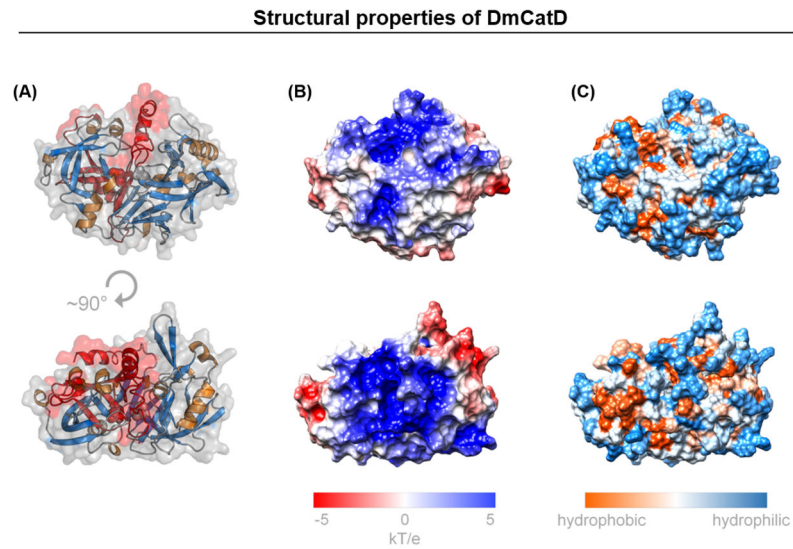 Structural properties of DmCatD
(A)
(B)
(C)
~90°
-5
0
5
kT/e
hydrophobic
hydrophilic